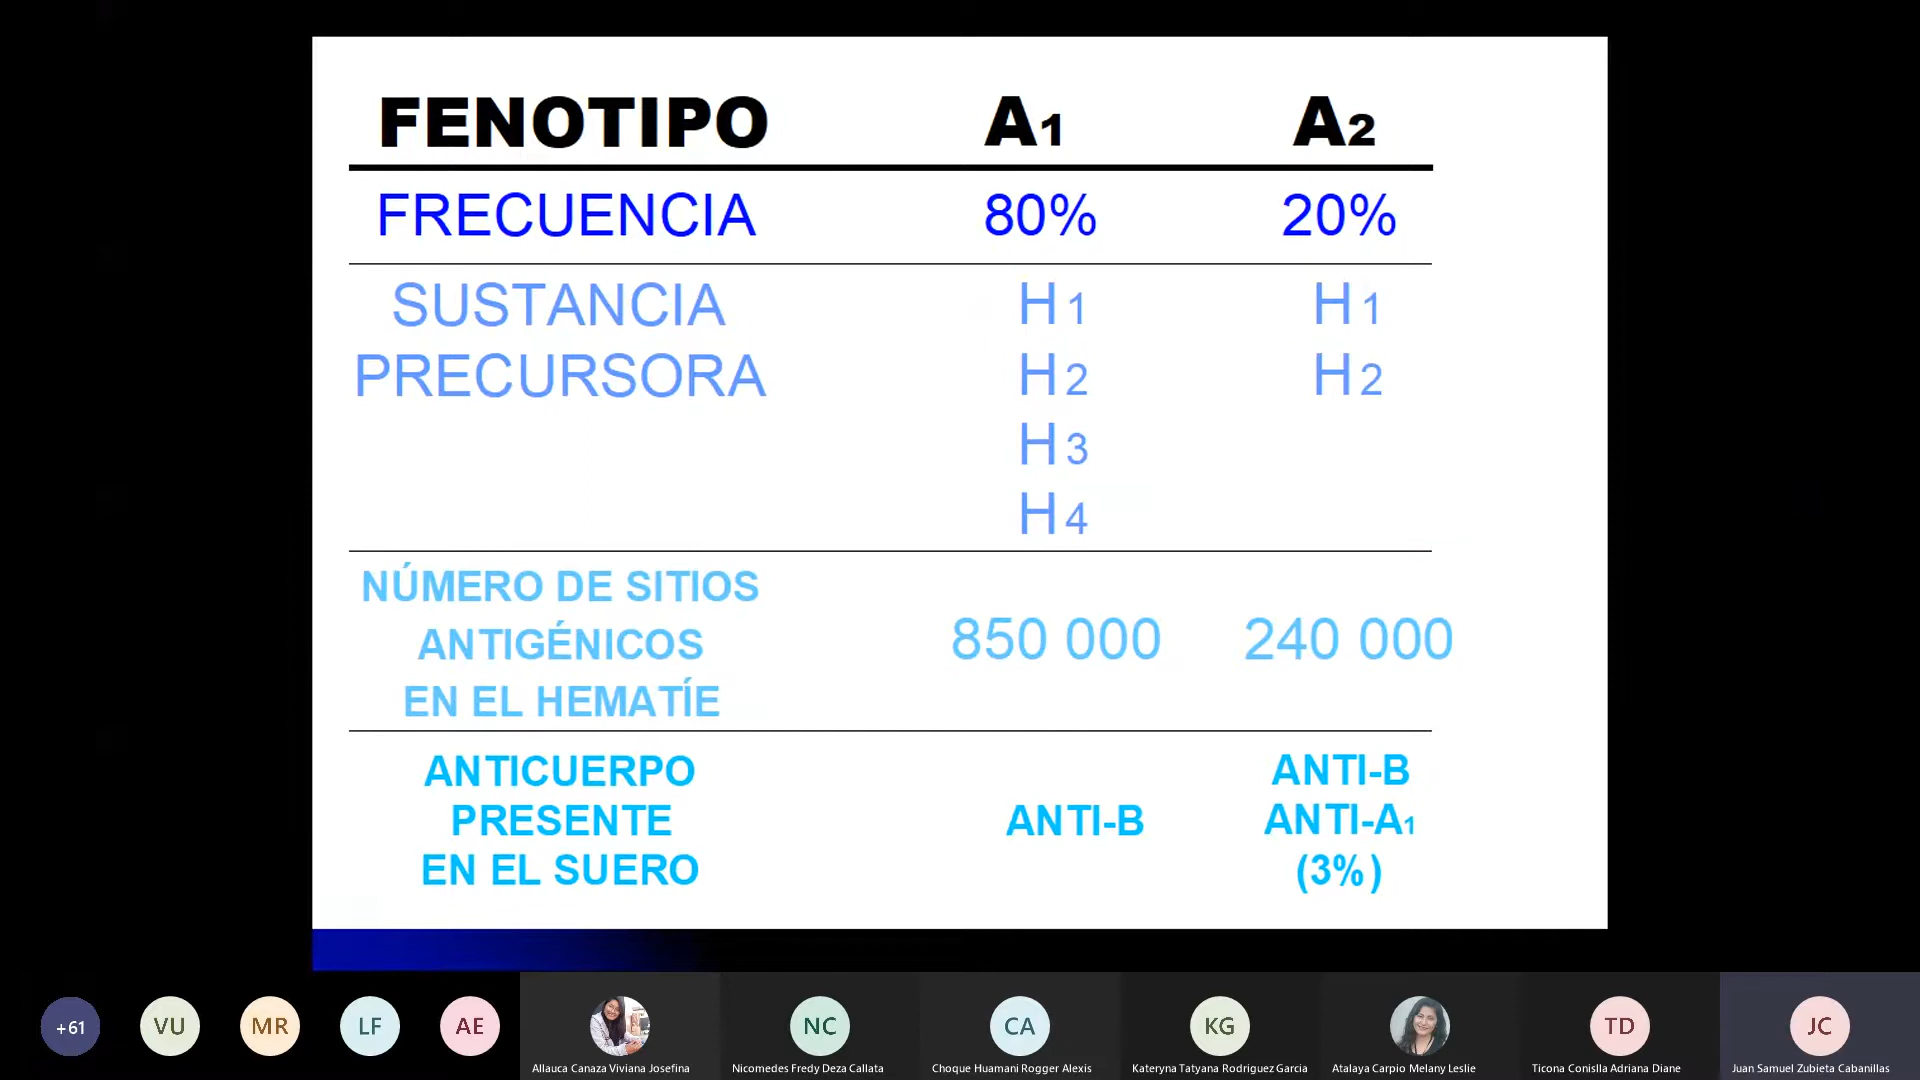 FENOTIPO A1 A2
FRECUENCIA 80% 20%
SUSTANCIA H1 H1
PRECURSORA H2 H2
H3
H4
NÚMERO DE SITIOS
ANTIGÉNICOS 850 000 240 000
EN EL HEMATÍE
ANTICUERPO ANTI-B
PRESENTE ANTI-B ANTI-A1
EN EL SUERO (3%)
+61 VU MR LF AE NC CA KG TD JC
Allauca Canaza Viviana Josefina Nicomedes Fredy Deza Callata Choque Huamani Rogger Alexis Kateryna Tatyana Rodriguez Garcia Atalaya Carpio Melany Leslie Ticona Conislla Adriana Diane Juan Samuel Zubieta Cabanillas